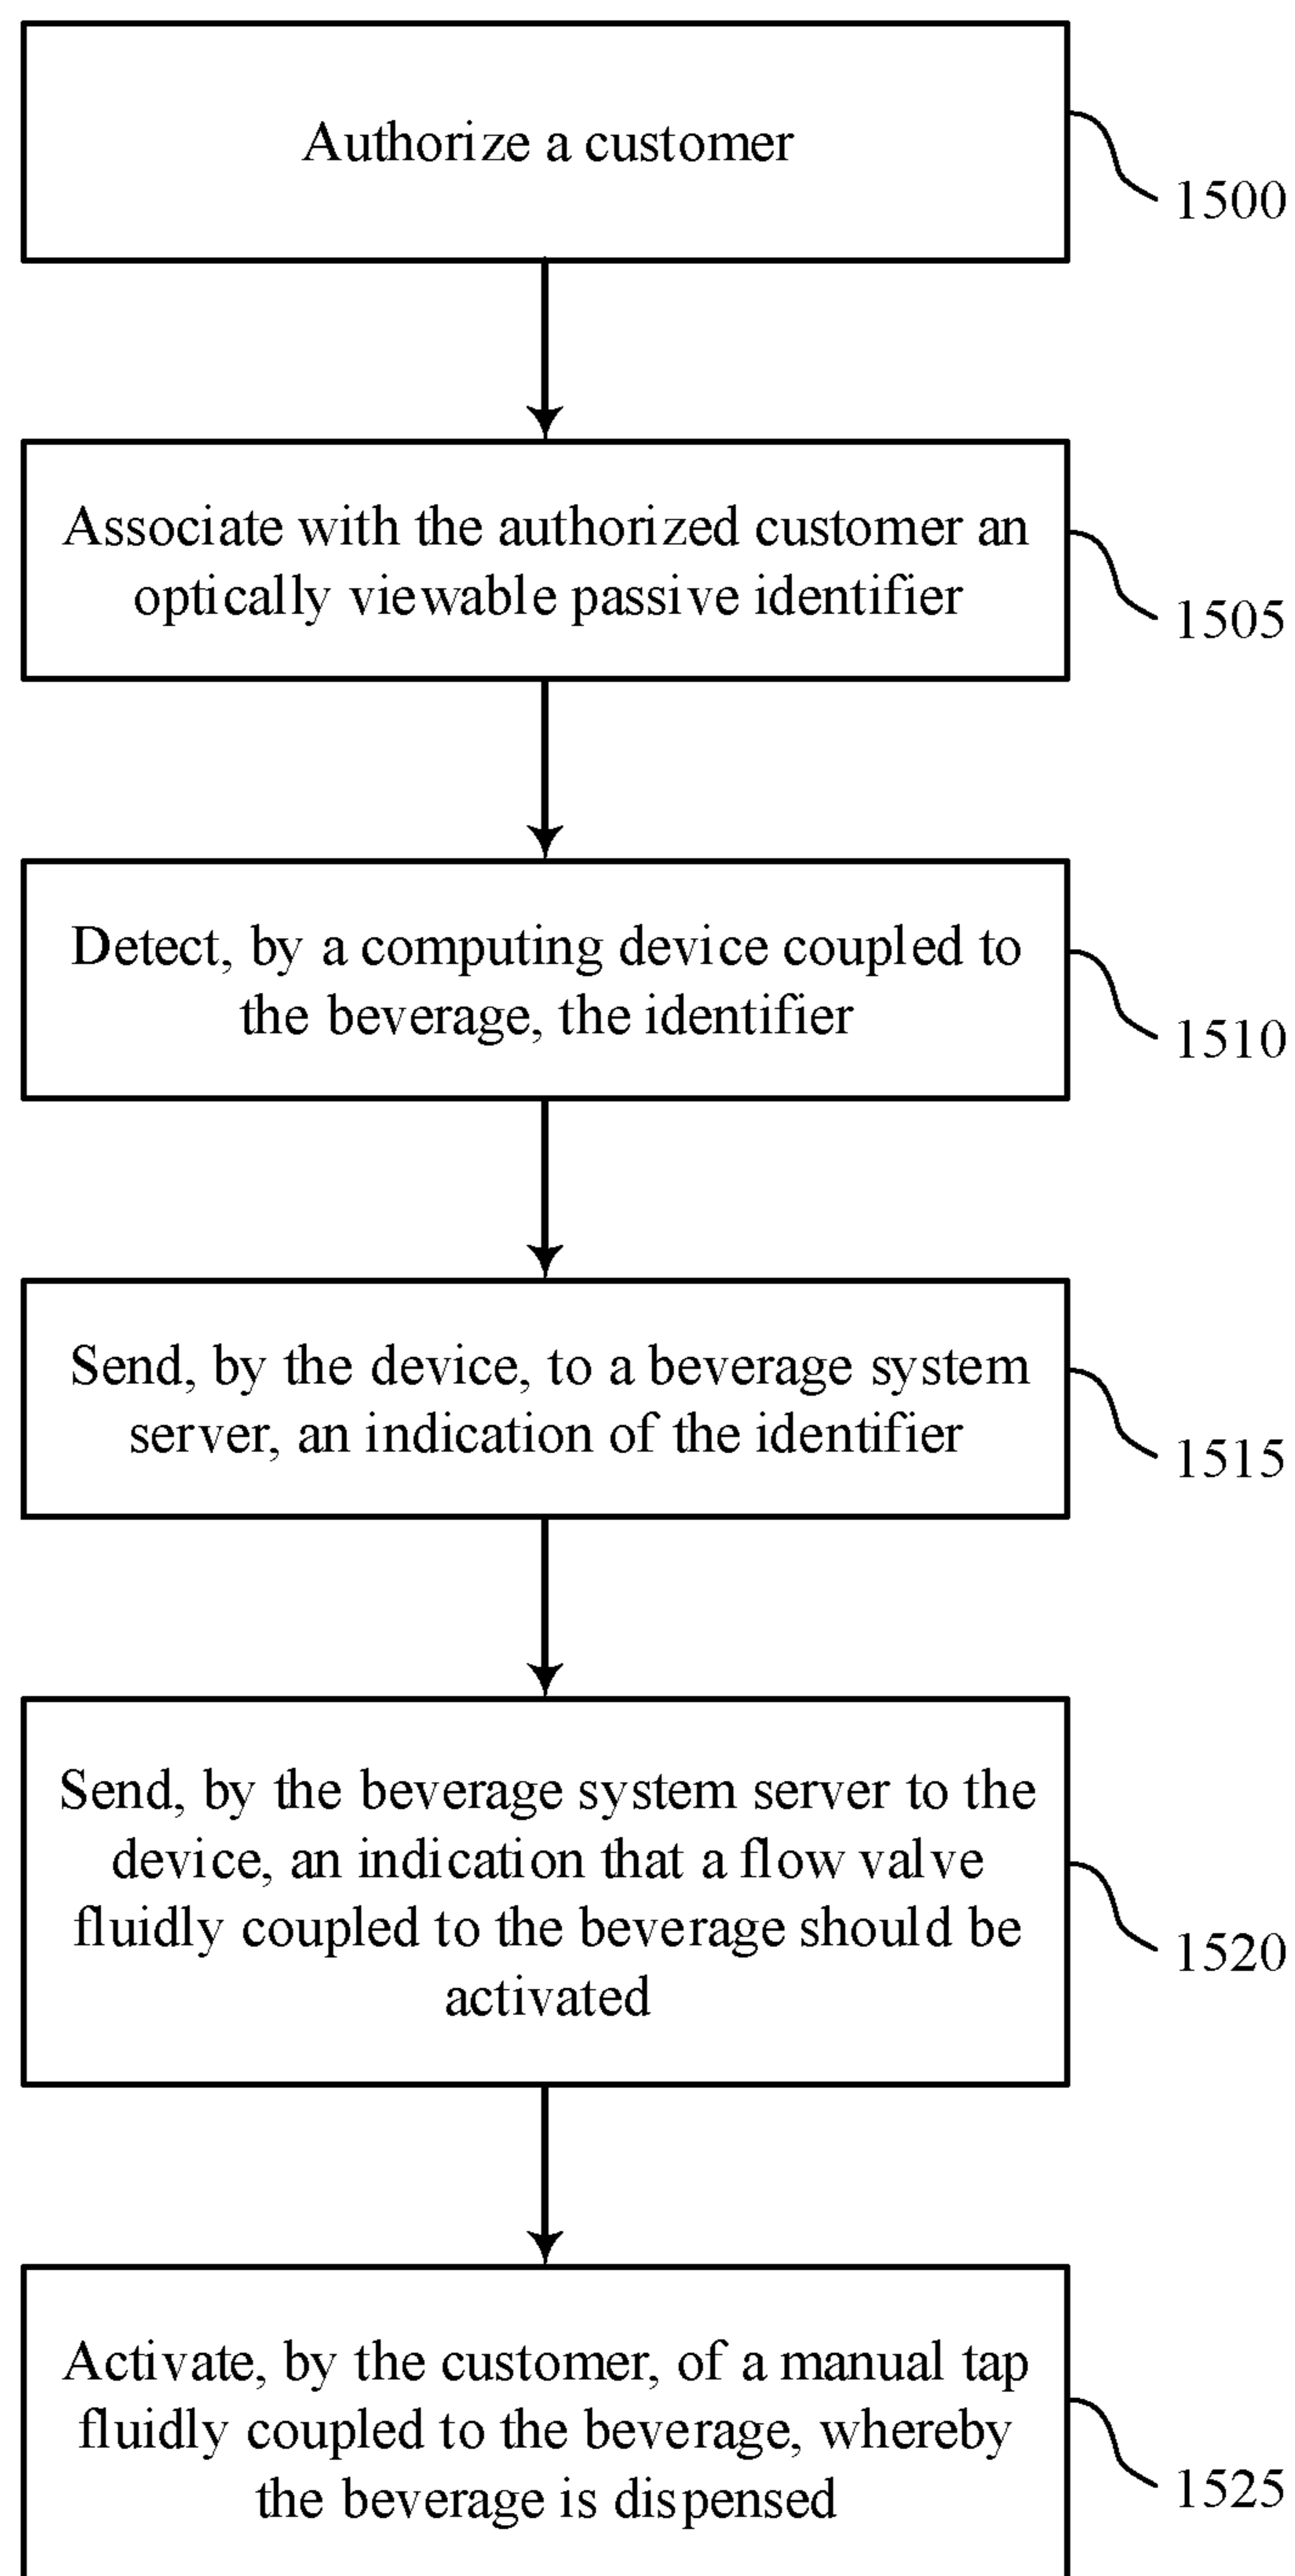 Authorize a customer
1500
Associate with the authorized customer an
optically viewable passive identifier
1505
Detect, by a computing device coupled to
the beverage, the identifier
1510
Send, by the device, to a beverage system
server, an indication of the identifier
1515
Send, by the beverage system server to the
device, an indication that a flow valve
fluidly coupled to the beverage should be
activated
1520
Activate, by the customer, of a manual tap
fluidly coupled to the beverage, whereby
the beverage is dispensed
1525